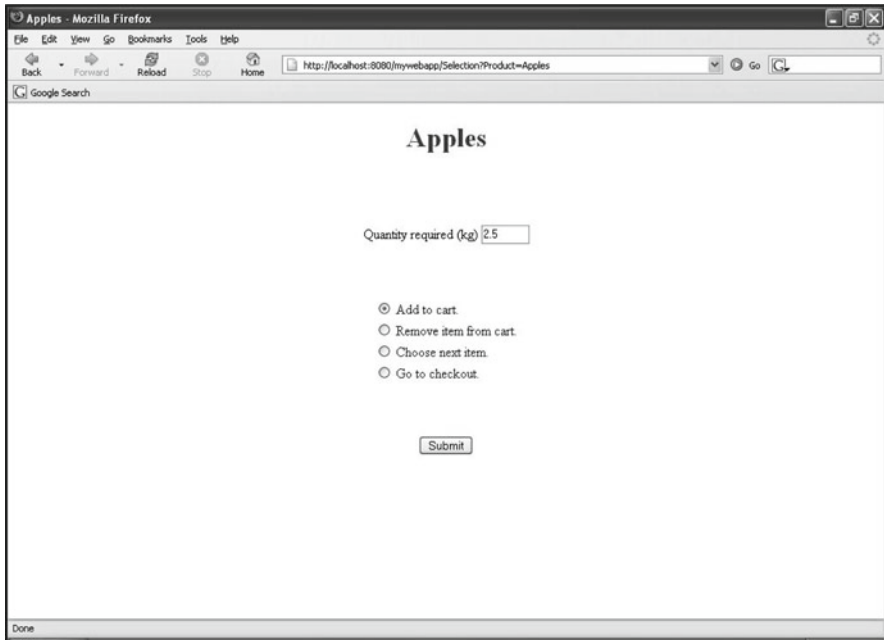 Apples - Mozilla Firefox
File Edit View Go Bookmarks Tools Help
Back Forward Reload Stop Home http://localhost:8080/mywebapp/Selection?Product=Apples Go G
G Google Search
Apples
Quantity required (kg) 2.5
Add to cart.
Remove item from cart.
Choose next item.
Go to checkout.
Submit
Done